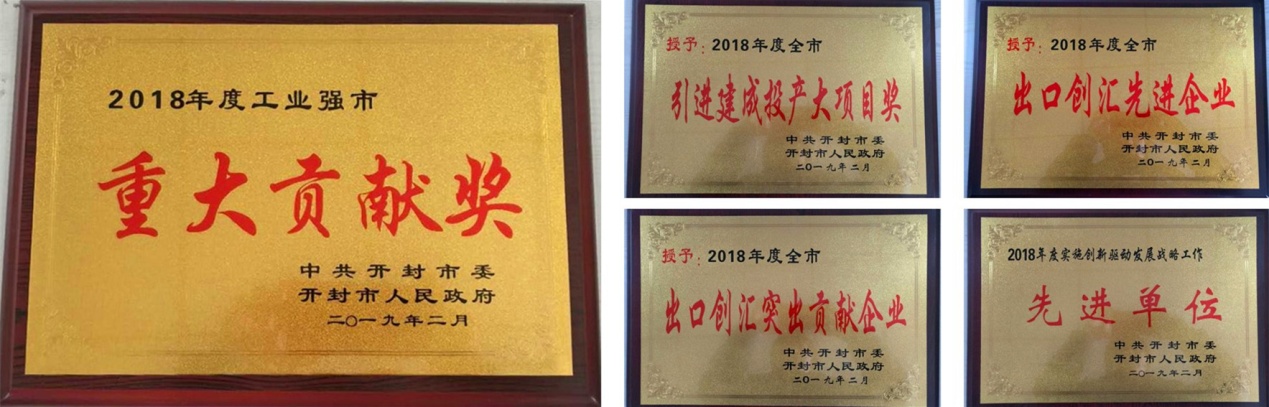 2018年度工业强市
重大贡献奖
中共开封市委
开封市人民政府
二〇一九年二月
授予：2018年度全市
引进建成投产大项目奖
中共开封市委
开封市人民政府
二〇一九年二月
授予：2018年度全市
出口创汇先进企业
中共开封市委
开封市人民政府
二〇一九年二月
授予：2018年度全市
出口创汇突出贡献企业
中共开封市委
开封市人民政府
二〇一九年二月
2018年度实施创新驱动发展战略工作
先进单位
中共开封市委
开封市人民政府
二〇一九年二月